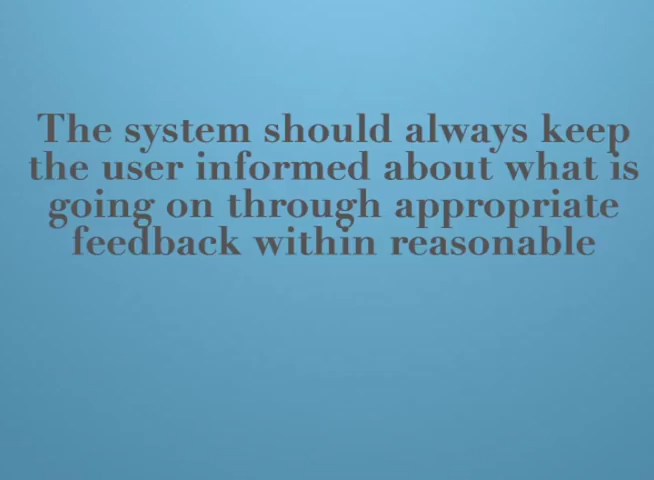 The system should always keep
the user informed about what is
going on through appropriate
feedback within reasonable